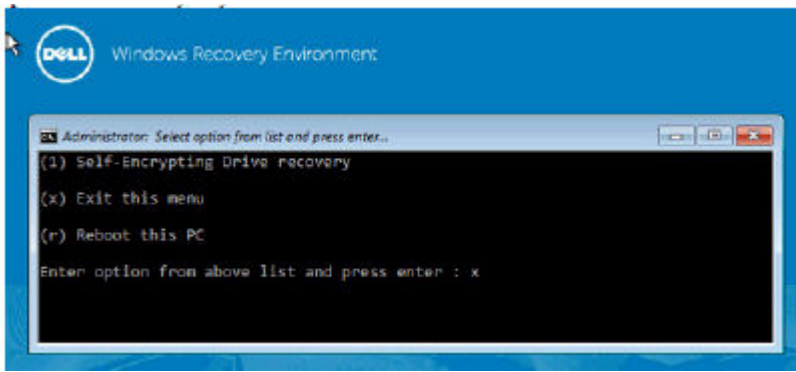 DELL
Windows Recovery Environment
Administrator: Select option from list and press enter...
(1) Self-Encrypting Drive recovery
(x) Exit this menu
(r) Reboot this PC
Enter option from above list and press enter : x